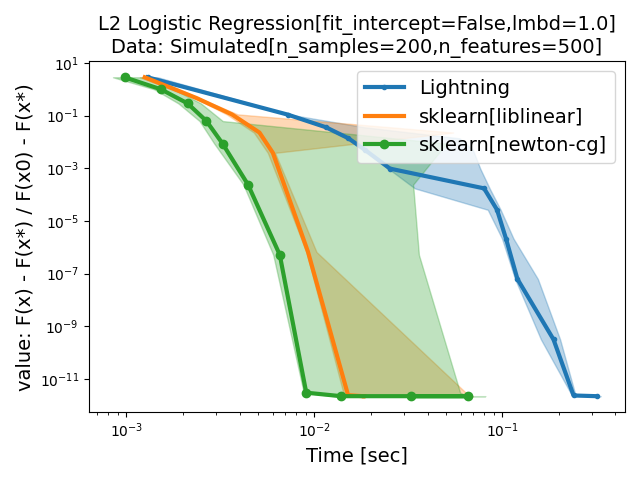 L2 Logistic Regression[fit_intercept=False,lmbd=1.0]
Data: Simulated[n_samples=200,n_features=500]
value: F(x) - F(x*) / F(x0) - F(x*)
10^1
10^-1
10^-3
10^-5
10^-7
10^-9
10^-11
Lightning
sklearn[liblinear]
sklearn[newton-cg]
10^-3
10^-2
10^-1
Time [sec]